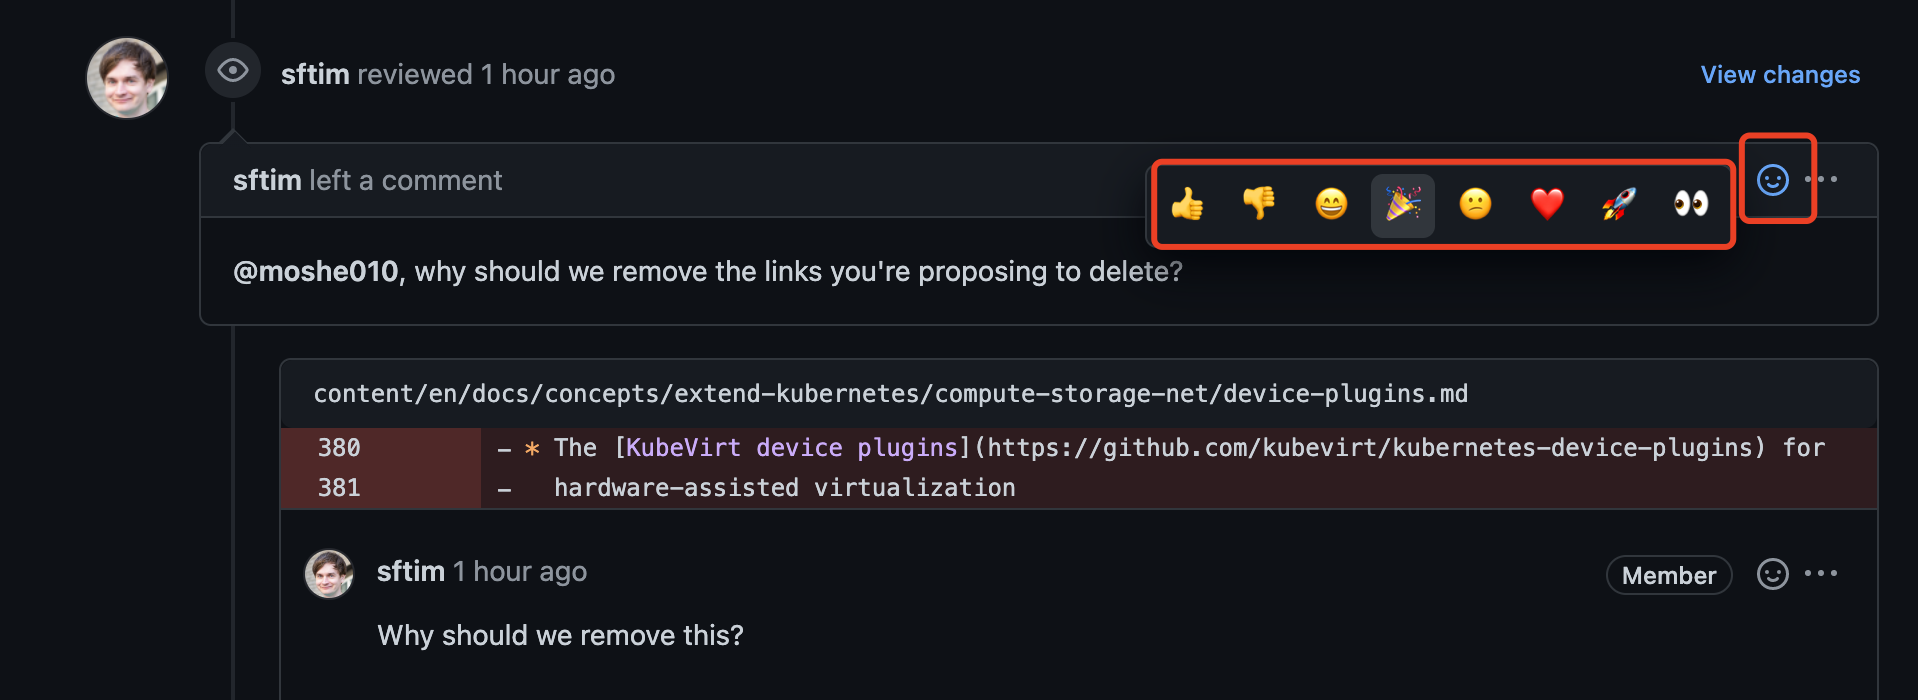 sftim reviewed 1 hour ago
View changes
sftim left a comment
@moshe010, why should we remove the links you're proposing to delete?
content/en/docs/concepts/extend-kubernetes/compute-storage-net/device-plugins.md
380 – * The [KubeVirt device plugins](https://github.com/kubevirt/kubernetes-device-plugins) for
381 – hardware-assisted virtualization
sftim 1 hour ago
Member
Why should we remove this?